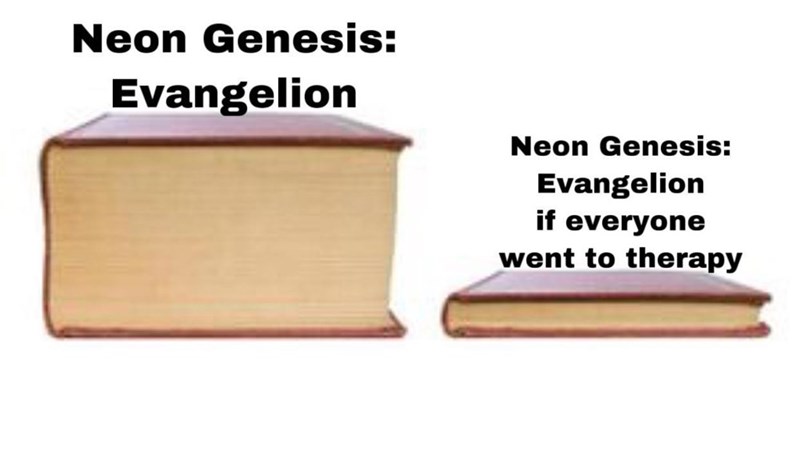 Neon Genesis:
Evangelion
Neon Genesis:
Evangelion
if everyone
went to therapy